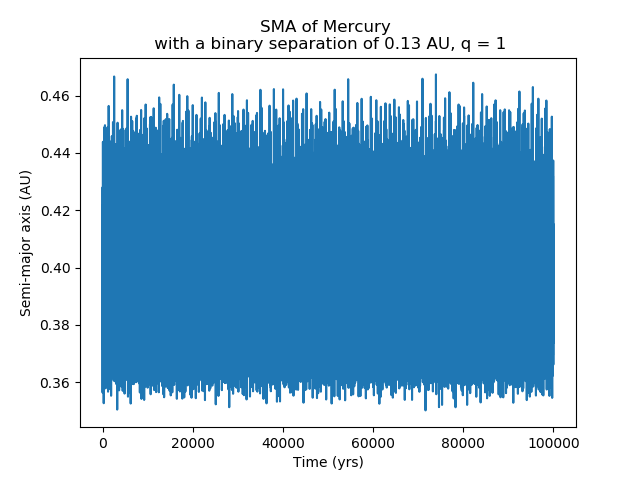 SMA of Mercury
with a binary separation of 0.13 AU, q = 1
Semi-major axis (AU)
0.46
0.44
0.42
0.40
0.38
0.36
0 20000 40000 60000 80000 100000
Time (yrs)